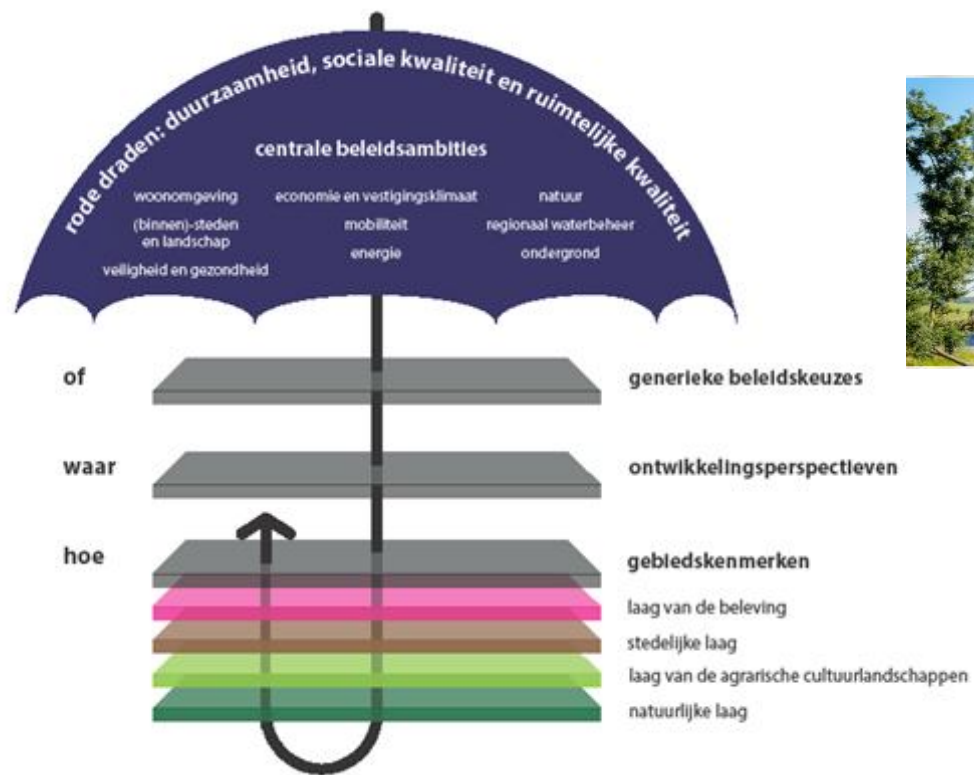 rode draden: duurzaamheid, sociale kwaliteit en ruimtelijke kwaliteit
centrale beleidsambities
woonomgeving
(binnen)-steden
en landschap
veiligheid en gezondheid
economie en vestigingsklimaat
mobiliteit
energie
natuur
regionaal waterbeheer
ondergrond
of
generieke beleidskeuzes
waar
ontwikkelingsperspectieven
hoe
gebiedskenmerken
laag van de beleving
stedelijke laag
laag van de agrarische cultuurlandschappen
natuurlijke laag